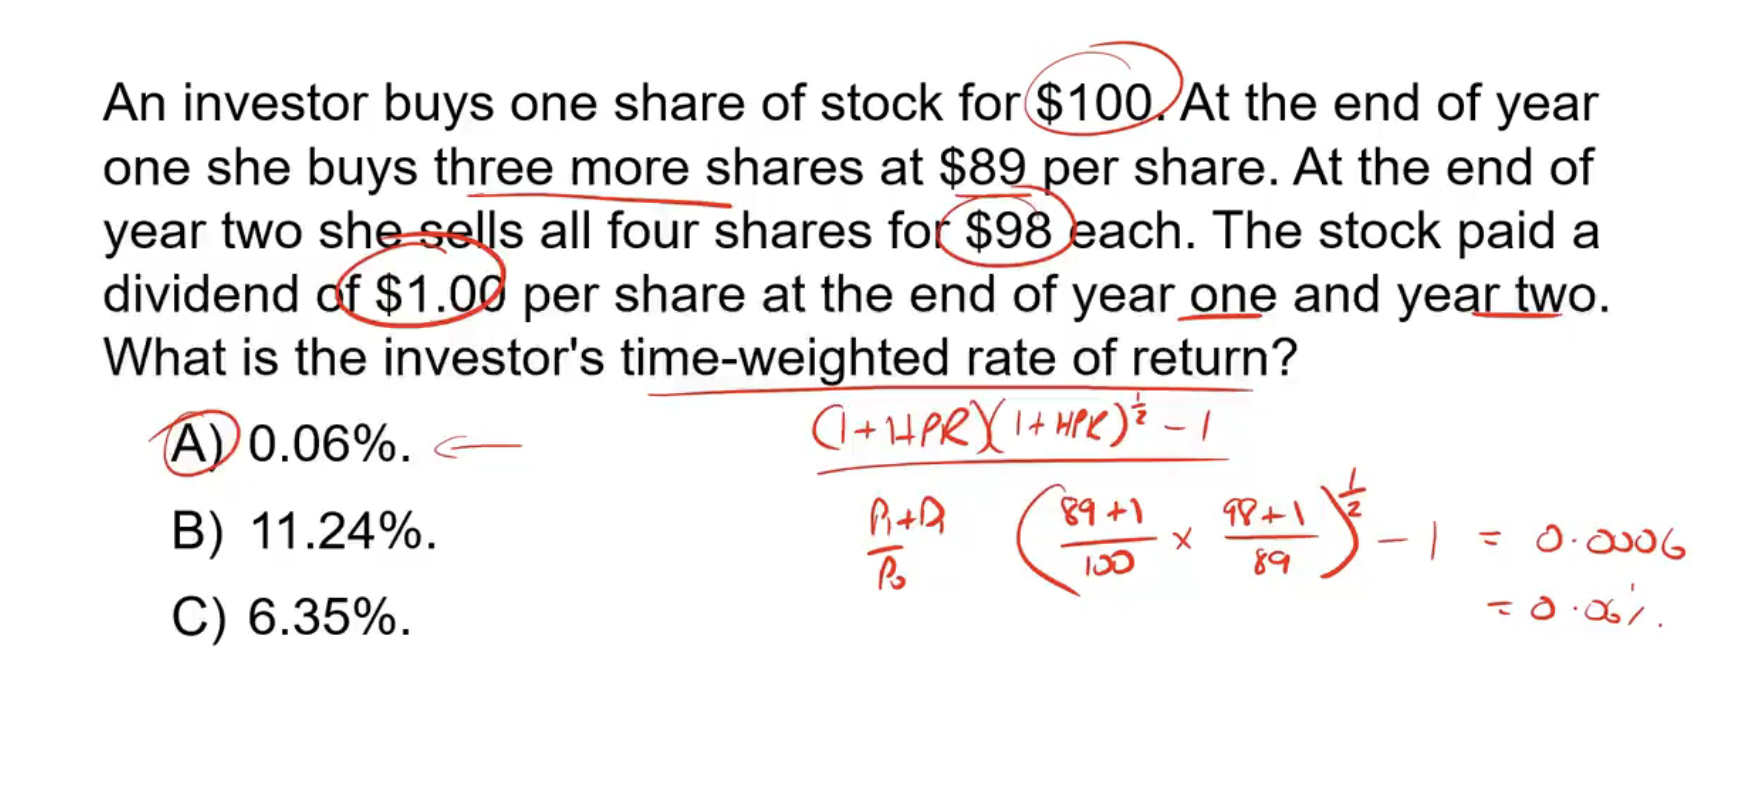 An investor buys one share of stock for $100. At the end of year
one she buys three more shares at $89 per share. At the end of
year two she sells all four shares for $98 each. The stock paid a
dividend of $1.00 per share at the end of year one and year two.
What is the investor's time-weighted rate of return?
A) 0.06%.
(1+HPR)(1+HPR)^½ - 1
B) 11.24%.
P₁+D₁/P₀ (89+1/100 × 98+1/89)^½ - 1 = 0.0006
C) 6.35%.
= 0.06%.